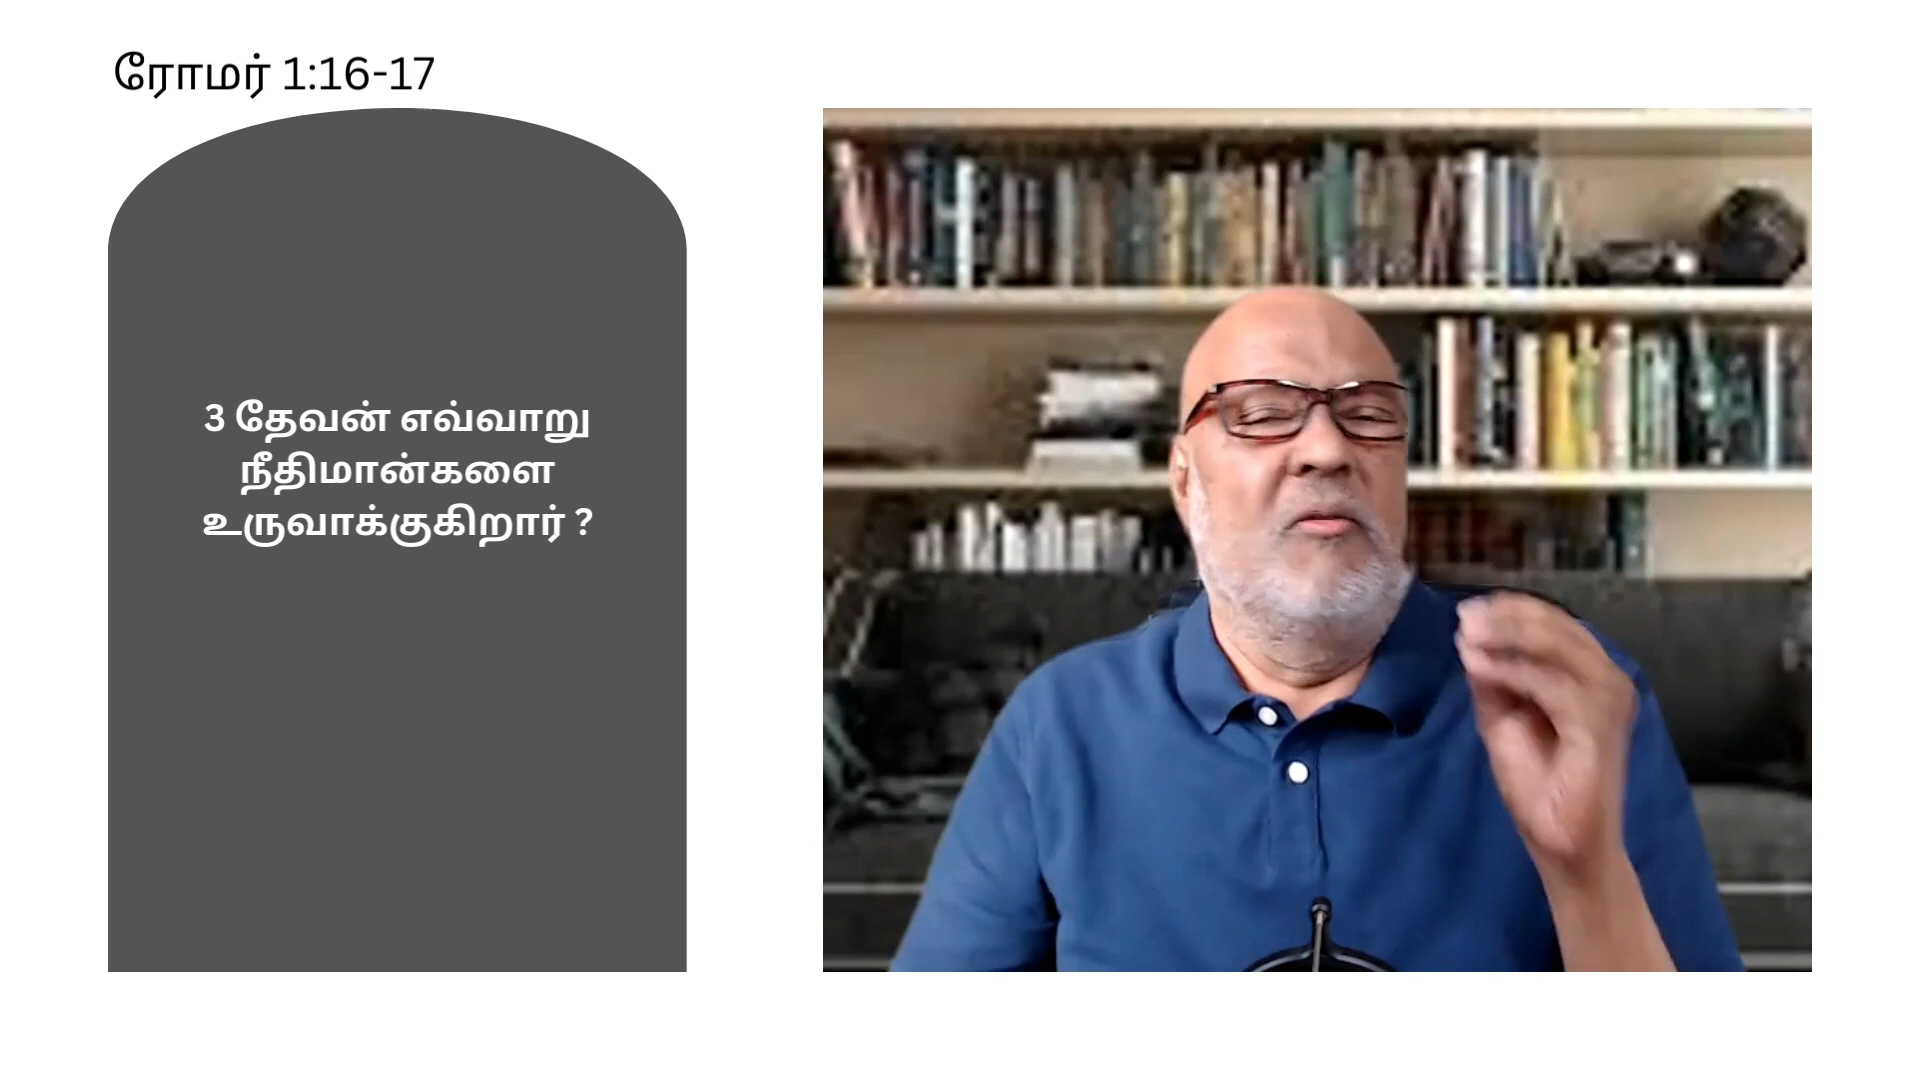 ரோமர் 1:16-17
3 தேவன் எவ்வாறு
நீதிமான்களை
உருவாக்குகிறார் ?